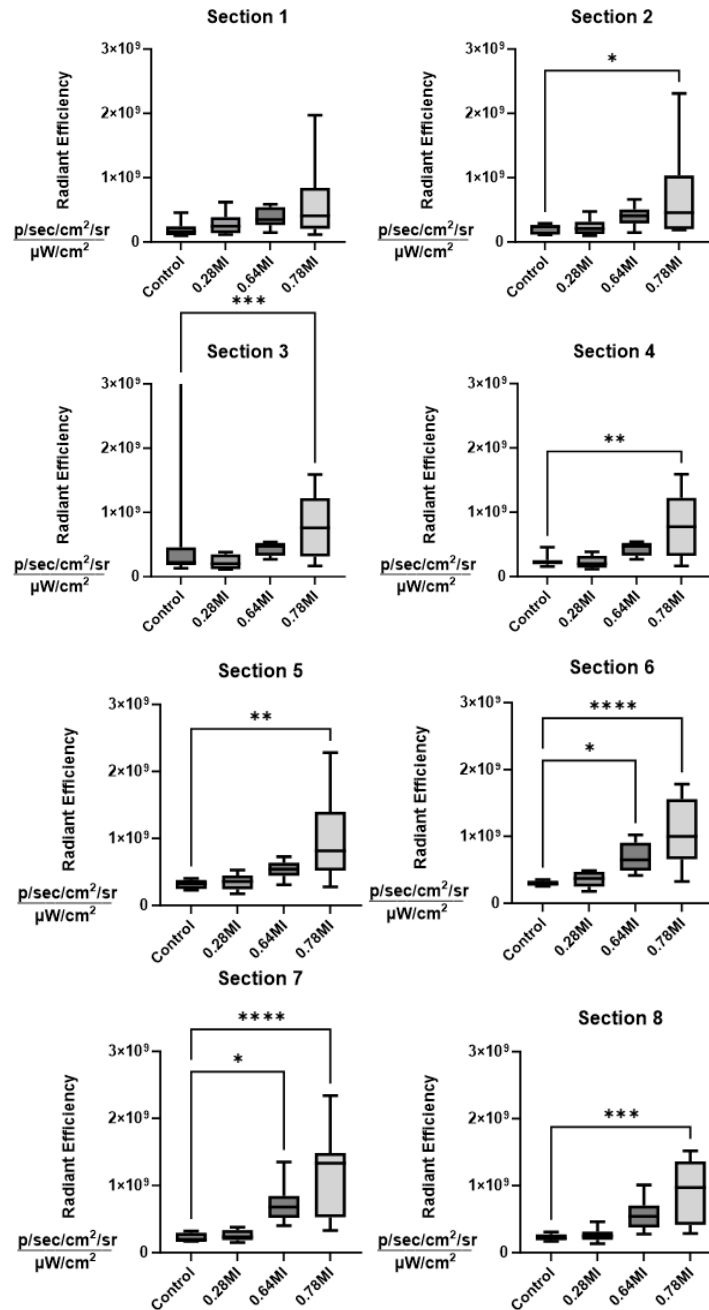 Section 1
Radiant Efficiency
p/sec/cm²/sr
µW/cm²
3×10⁹
2×10⁹
1×10⁹
0
Control
0.28MI
0.64MI
0.78MI
Section 2
Radiant Efficiency
p/sec/cm²/sr
µW/cm²
3×10⁹
2×10⁹
1×10⁹
0
*
Control
0.28MI
0.64MI
0.78MI
Section 3
Radiant Efficiency
p/sec/cm²/sr
µW/cm²
3×10⁹
2×10⁹
1×10⁹
0
***
Control
0.28MI
0.64MI
0.78MI
Section 4
Radiant Efficiency
p/sec/cm²/sr
µW/cm²
3×10⁹
2×10⁹
1×10⁹
0
**
Control
0.28MI
0.64MI
0.78MI
Section 5
Radiant Efficiency
p/sec/cm²/sr
µW/cm²
3×10⁹
2×10⁹
1×10⁹
0
**
Control
0.28MI
0.64MI
0.78MI
Section 6
Radiant Efficiency
p/sec/cm²/sr
µW/cm²
3×10⁹
2×10⁹
1×10⁹
0
****
*
Control
0.28MI
0.64MI
0.78MI
Section 7
Radiant Efficiency
p/sec/cm²/sr
µW/cm²
3×10⁹
2×10⁹
1×10⁹
0
****
*
Control
0.28MI
0.64MI
0.78MI
Section 8
Radiant Efficiency
p/sec/cm²/sr
µW/cm²
3×10⁹
2×10⁹
1×10⁹
0
***
Control
0.28MI
0.64MI
0.78MI